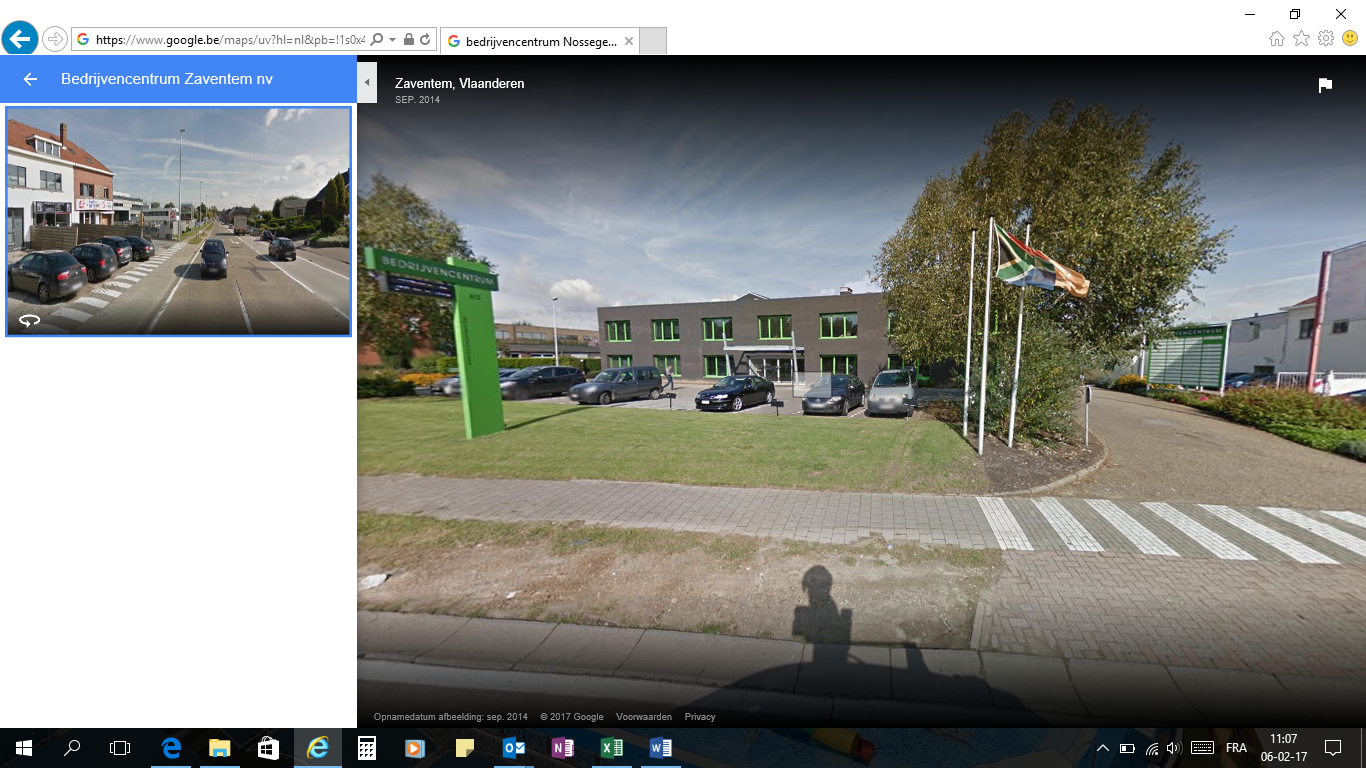 https://www.google.be/maps/uv?hl=nl&pb=!1s0x4
bedrijvencentrum Nossege...
Bedrijvencentrum Zaventem nv
Zaventem, Vlaanderen
SEP. 2014
BEDRIJVENCENTRUM
413
Opnamedatum afbeelding: sep. 2014 © 2017 Google Voorwaarden Privacy
FRA
11:07
06-02-17